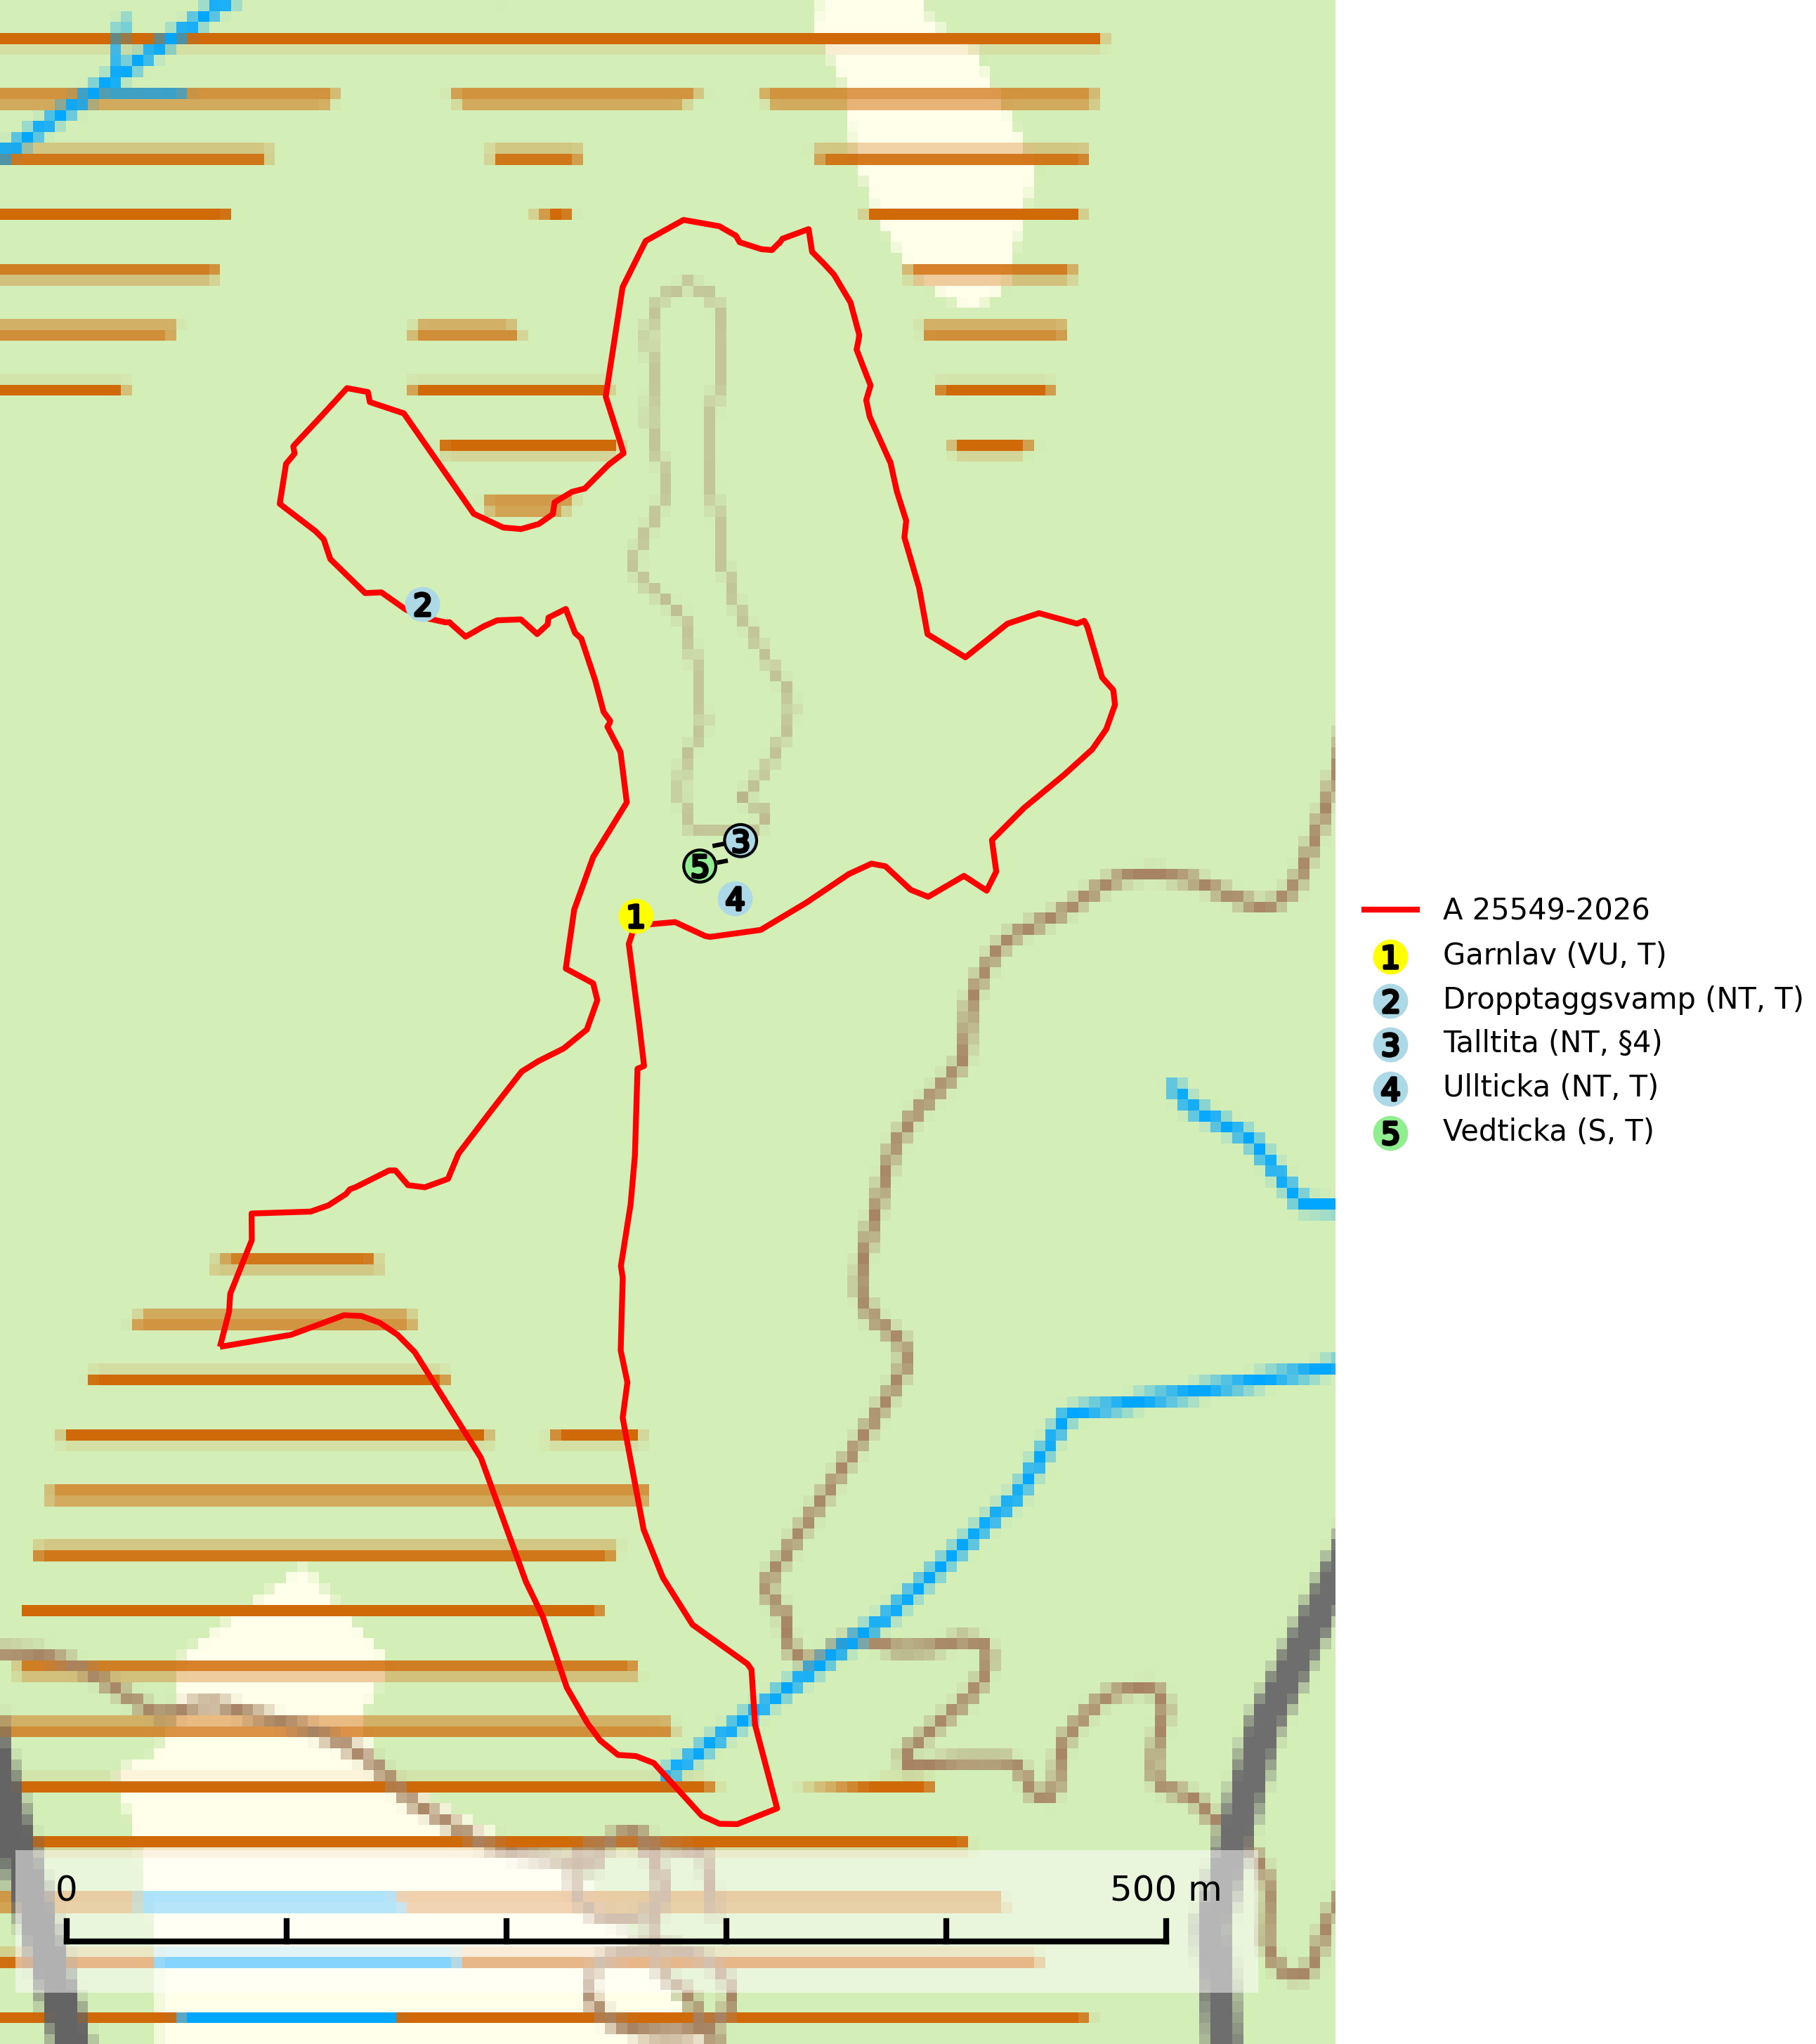 2
3
5
4
1
A 25549-2026
1 Garnlav (VU, T)
2 Dropptaggsvamp (NT, T)
3 Talltita (NT, §4)
4 Ullticka (NT, T)
5 Vedticka (S, T)
0 500 m